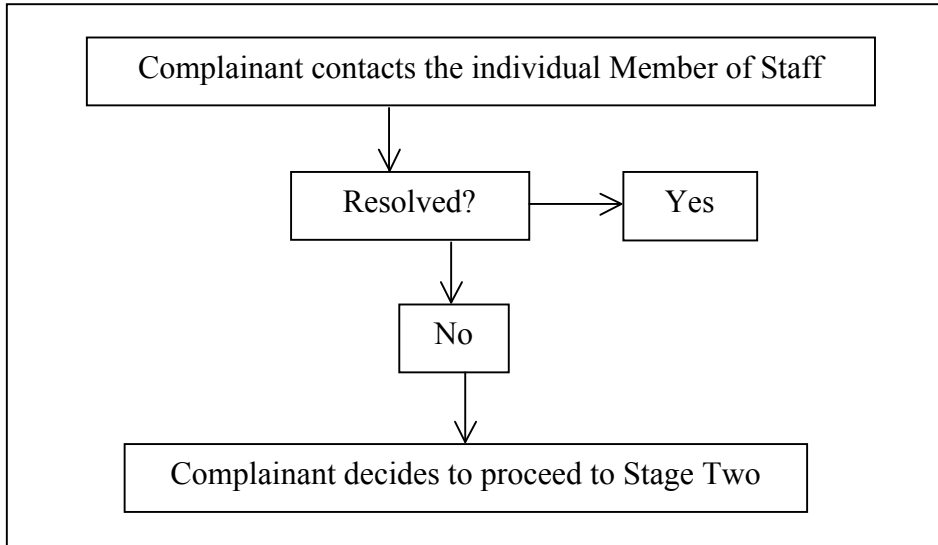 Complainant contacts the individual Member of Staff
Resolved?
Yes
No
Complainant decides to proceed to Stage Two